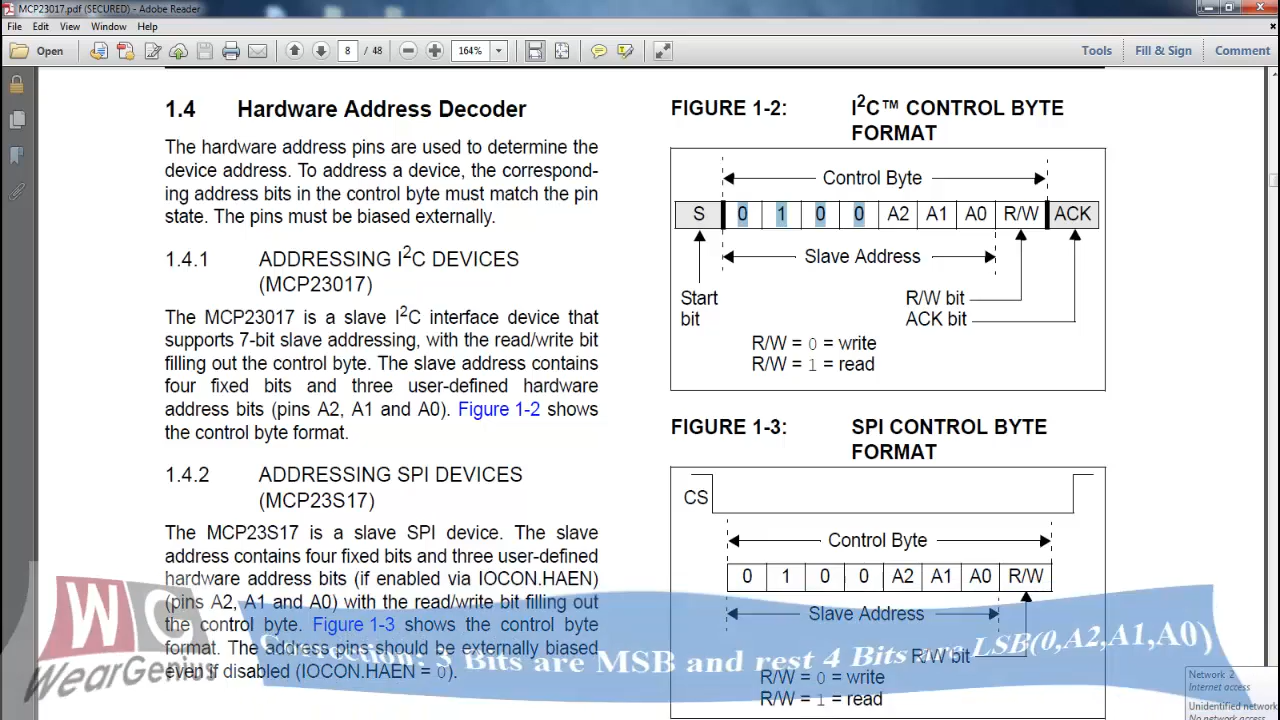 MCP23017.pdf (SECURED) - Adobe Reader
File Edit View Window Help
Open 8 / 48 164% Tools Fill & Sign Comment
1.4 Hardware Address Decoder
The hardware address pins are used to determine the
device address. To address a device, the correspond-
ing address bits in the control byte must match the pin
state. The pins must be biased externally.
1.4.1 ADDRESSING I²C DEVICES
(MCP23017)
The MCP23017 is a slave I²C interface device that
supports 7-bit slave addressing, with the read/write bit
filling out the control byte. The slave address contains
four fixed bits and three user-defined hardware
address bits (pins A2, A1 and A0). Figure 1-2 shows
the control byte format.
1.4.2 ADDRESSING SPI DEVICES
(MCP23S17)
The MCP23S17 is a slave SPI device. The slave
address contains four fixed bits and three user-defined
hardware address bits (if enabled via IOCON.HAEN)
(pins A2, A1 and A0) with the read/write bit filling out
the control byte. Figure 1-3 shows the control byte
format. The address pins should be externally biased
even if disabled (IOCON.HAEN = 0).
FIGURE 1-2: I²C™ CONTROL BYTE
FORMAT
Control Byte
S 0 1 0 0 A2 A1 A0 R/W ACK
Slave Address
Start
bit
R/W bit
ACK bit
R/W = 0 = write
R/W = 1 = read
FIGURE 1-3: SPI CONTROL BYTE
FORMAT
CS
Control Byte
0 1 0 0 A2 A1 A0 R/W
Slave Address
R/W bit
R/W = 0 = write
R/W = 1 = read
WG
WearGenius
Correction: 3 Bits are MSB and rest 4 Bits LSB(0,A2,A1,A0)
Network 2
Internet access
Unidentified network
No network access